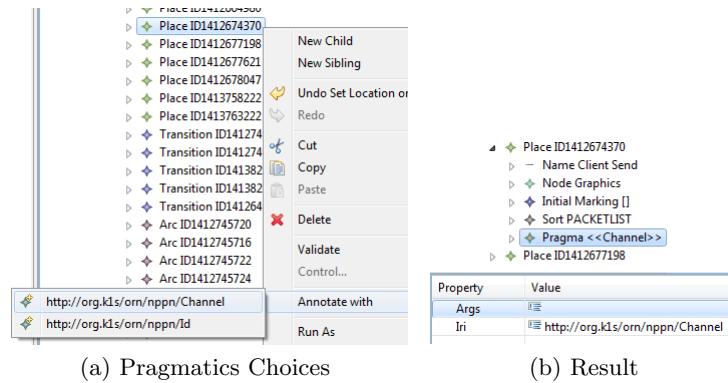 Place ID1412664960
Place ID1412674370
Place ID1412677198
Place ID1412677621
Place ID1412678047
Place ID1413758222
Place ID1413763222
Transition ID141274
Transition ID141274
Transition ID141382
Transition ID141382
Transition ID141264
Arc ID1412745720
Arc ID1412745716
Arc ID1412745722
Arc ID1412745724
New Child
New Sibling
Undo Set Location or
Redo
Cut
Copy
Paste
Delete
Validate
Control...
Annotate with
Run As
http://org.k1s/orn/nppn/Channel
http://org.k1s/orn/nppn/Id
(a) Pragmatics Choices
Place ID1412674370
Name Client Send
Node Graphics
Initial Marking []
Sort PACKETLIST
Pragma <<Channel>>
Place ID1412677198
Property Value
Args
Iri http://org.k1s/orn/nppn/Channel
(b) Result